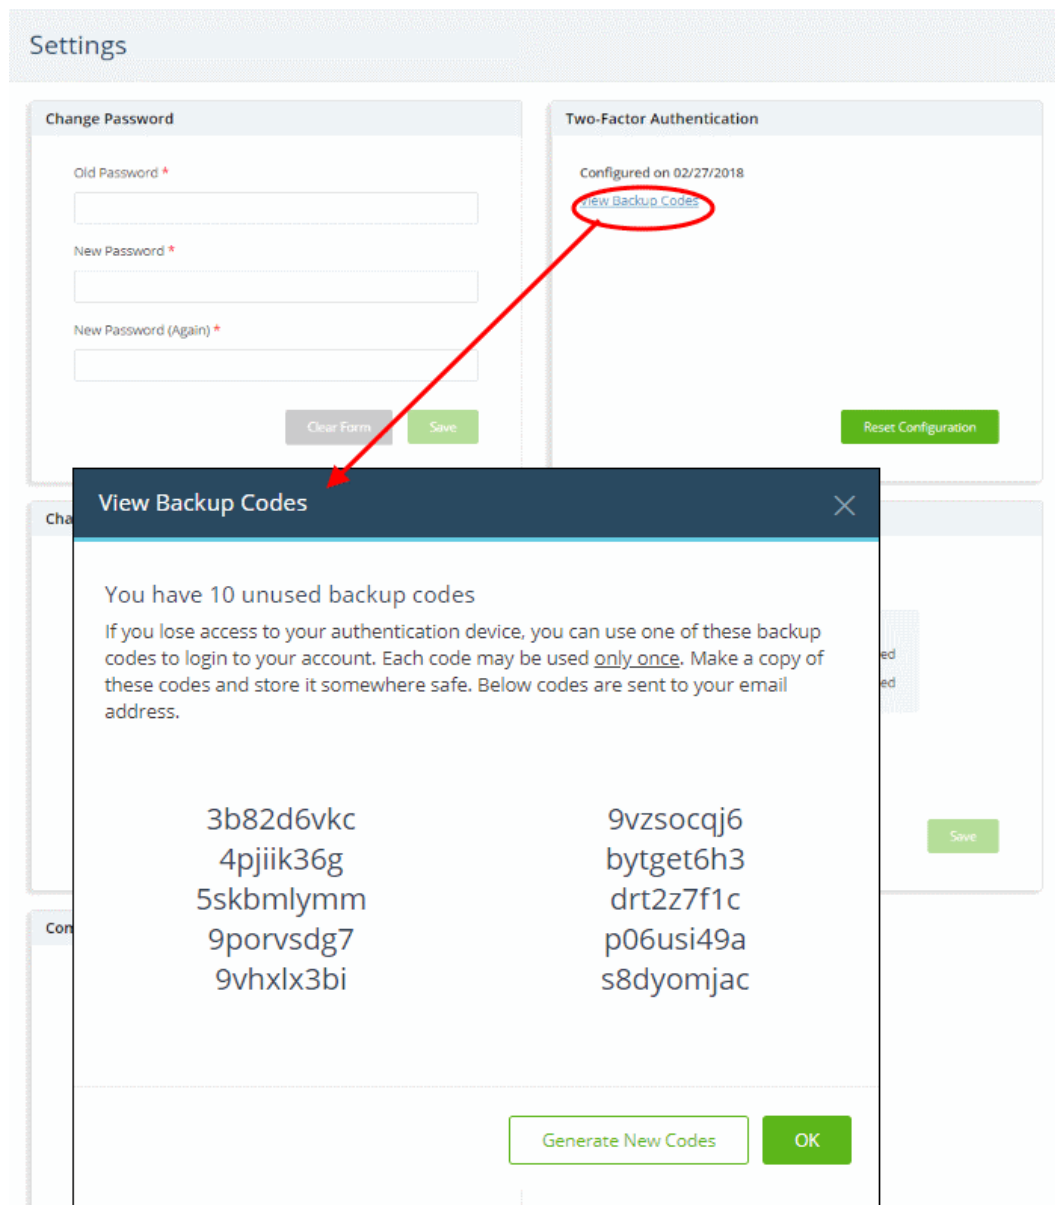 Settings
Change Password
Two-Factor Authentication
Old Password *
Configured on 02/27/2018
View Backup Codes
New Password *
New Password (Again) *
Clear Form
Save
Reset Configuration
View Backup Codes
You have 10 unused backup codes
If you lose access to your authentication device, you can use one of these backup
codes to login to your account. Each code may be used only once. Make a copy of
these codes and store it somewhere safe. Below codes are sent to your email
address.
3b82d6vkc
4pjiik36g
5skbmlymm
9porvsdg7
9vhxlx3bi
9vzsocqj6
bytget6h3
drt2z7f1c
p06usi49a
s8dyomjac
Save
Generate New Codes
OK